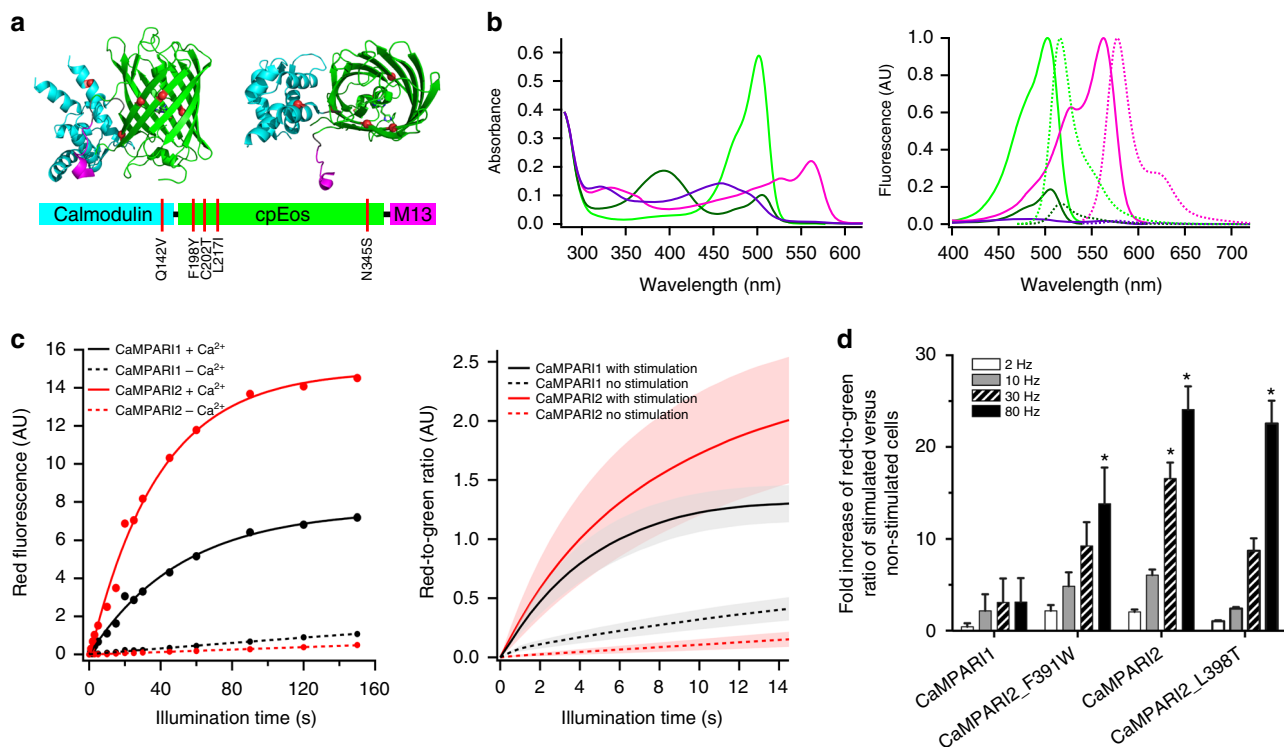 a
Calmodulin
cpEos
M13
Q142V
F198Y
C202T
L217I
N345S
b
Absorbance
0.6
0.5
0.4
0.3
0.2
0.1
0.0
300 350 400 450 500 550 600
Wavelength (nm)
Fluorescence (AU)
1.0
0.8
0.6
0.4
0.2
0.0
400 450 500 550 600 650 700
Wavelength (nm)
c
Red fluorescence (AU)
16
14
12
10
8
6
4
2
0
CaMPARI1 + Ca²⁺
CaMPARI1 – Ca²⁺
CaMPARI2 + Ca²⁺
CaMPARI2 – Ca²⁺
0 40 80 120 160
Illumination time (s)
Red-to-green ratio (AU)
2.5
2.0
1.5
1.0
0.5
0.0
CaMPARI1 with stimulation
CaMPARI1 no stimulation
CaMPARI2 with stimulation
CaMPARI2 no stimulation
0 2 4 6 8 10 12 14
Illumination time (s)
d
Fold increase of red-to-green
ratio of stimulated versus
non-stimulated cells
30
20
10
0
2 Hz
10 Hz
30 Hz
80 Hz
*
*
*
*
CaMPARI1
CaMPARI2_F391W
CaMPARI2
CaMPARI2_L398T